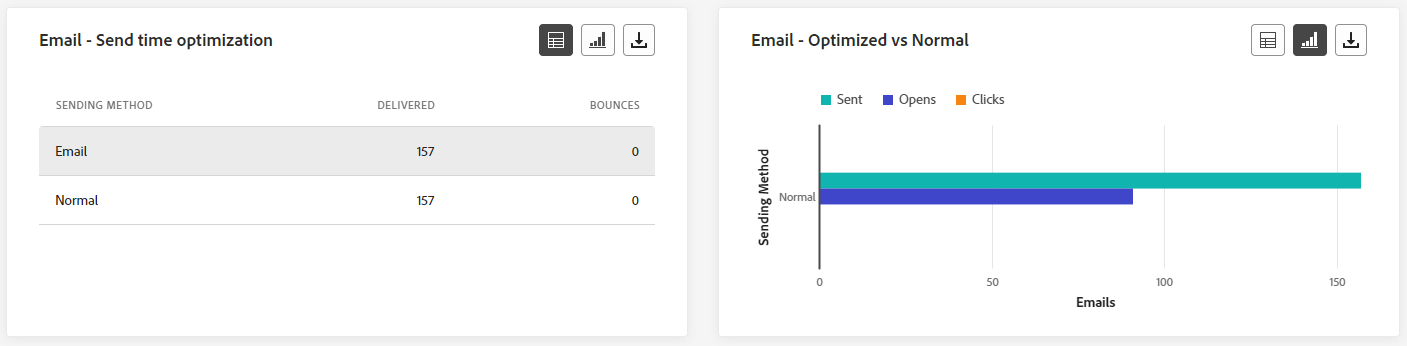 Email - Send time optimization
SENDING METHOD DELIVERED BOUNCES
Email 157 0
Normal 157 0
Email - Optimized vs Normal
Sent Opens Clicks
Sending Method
Normal
0 50 100 150
Emails